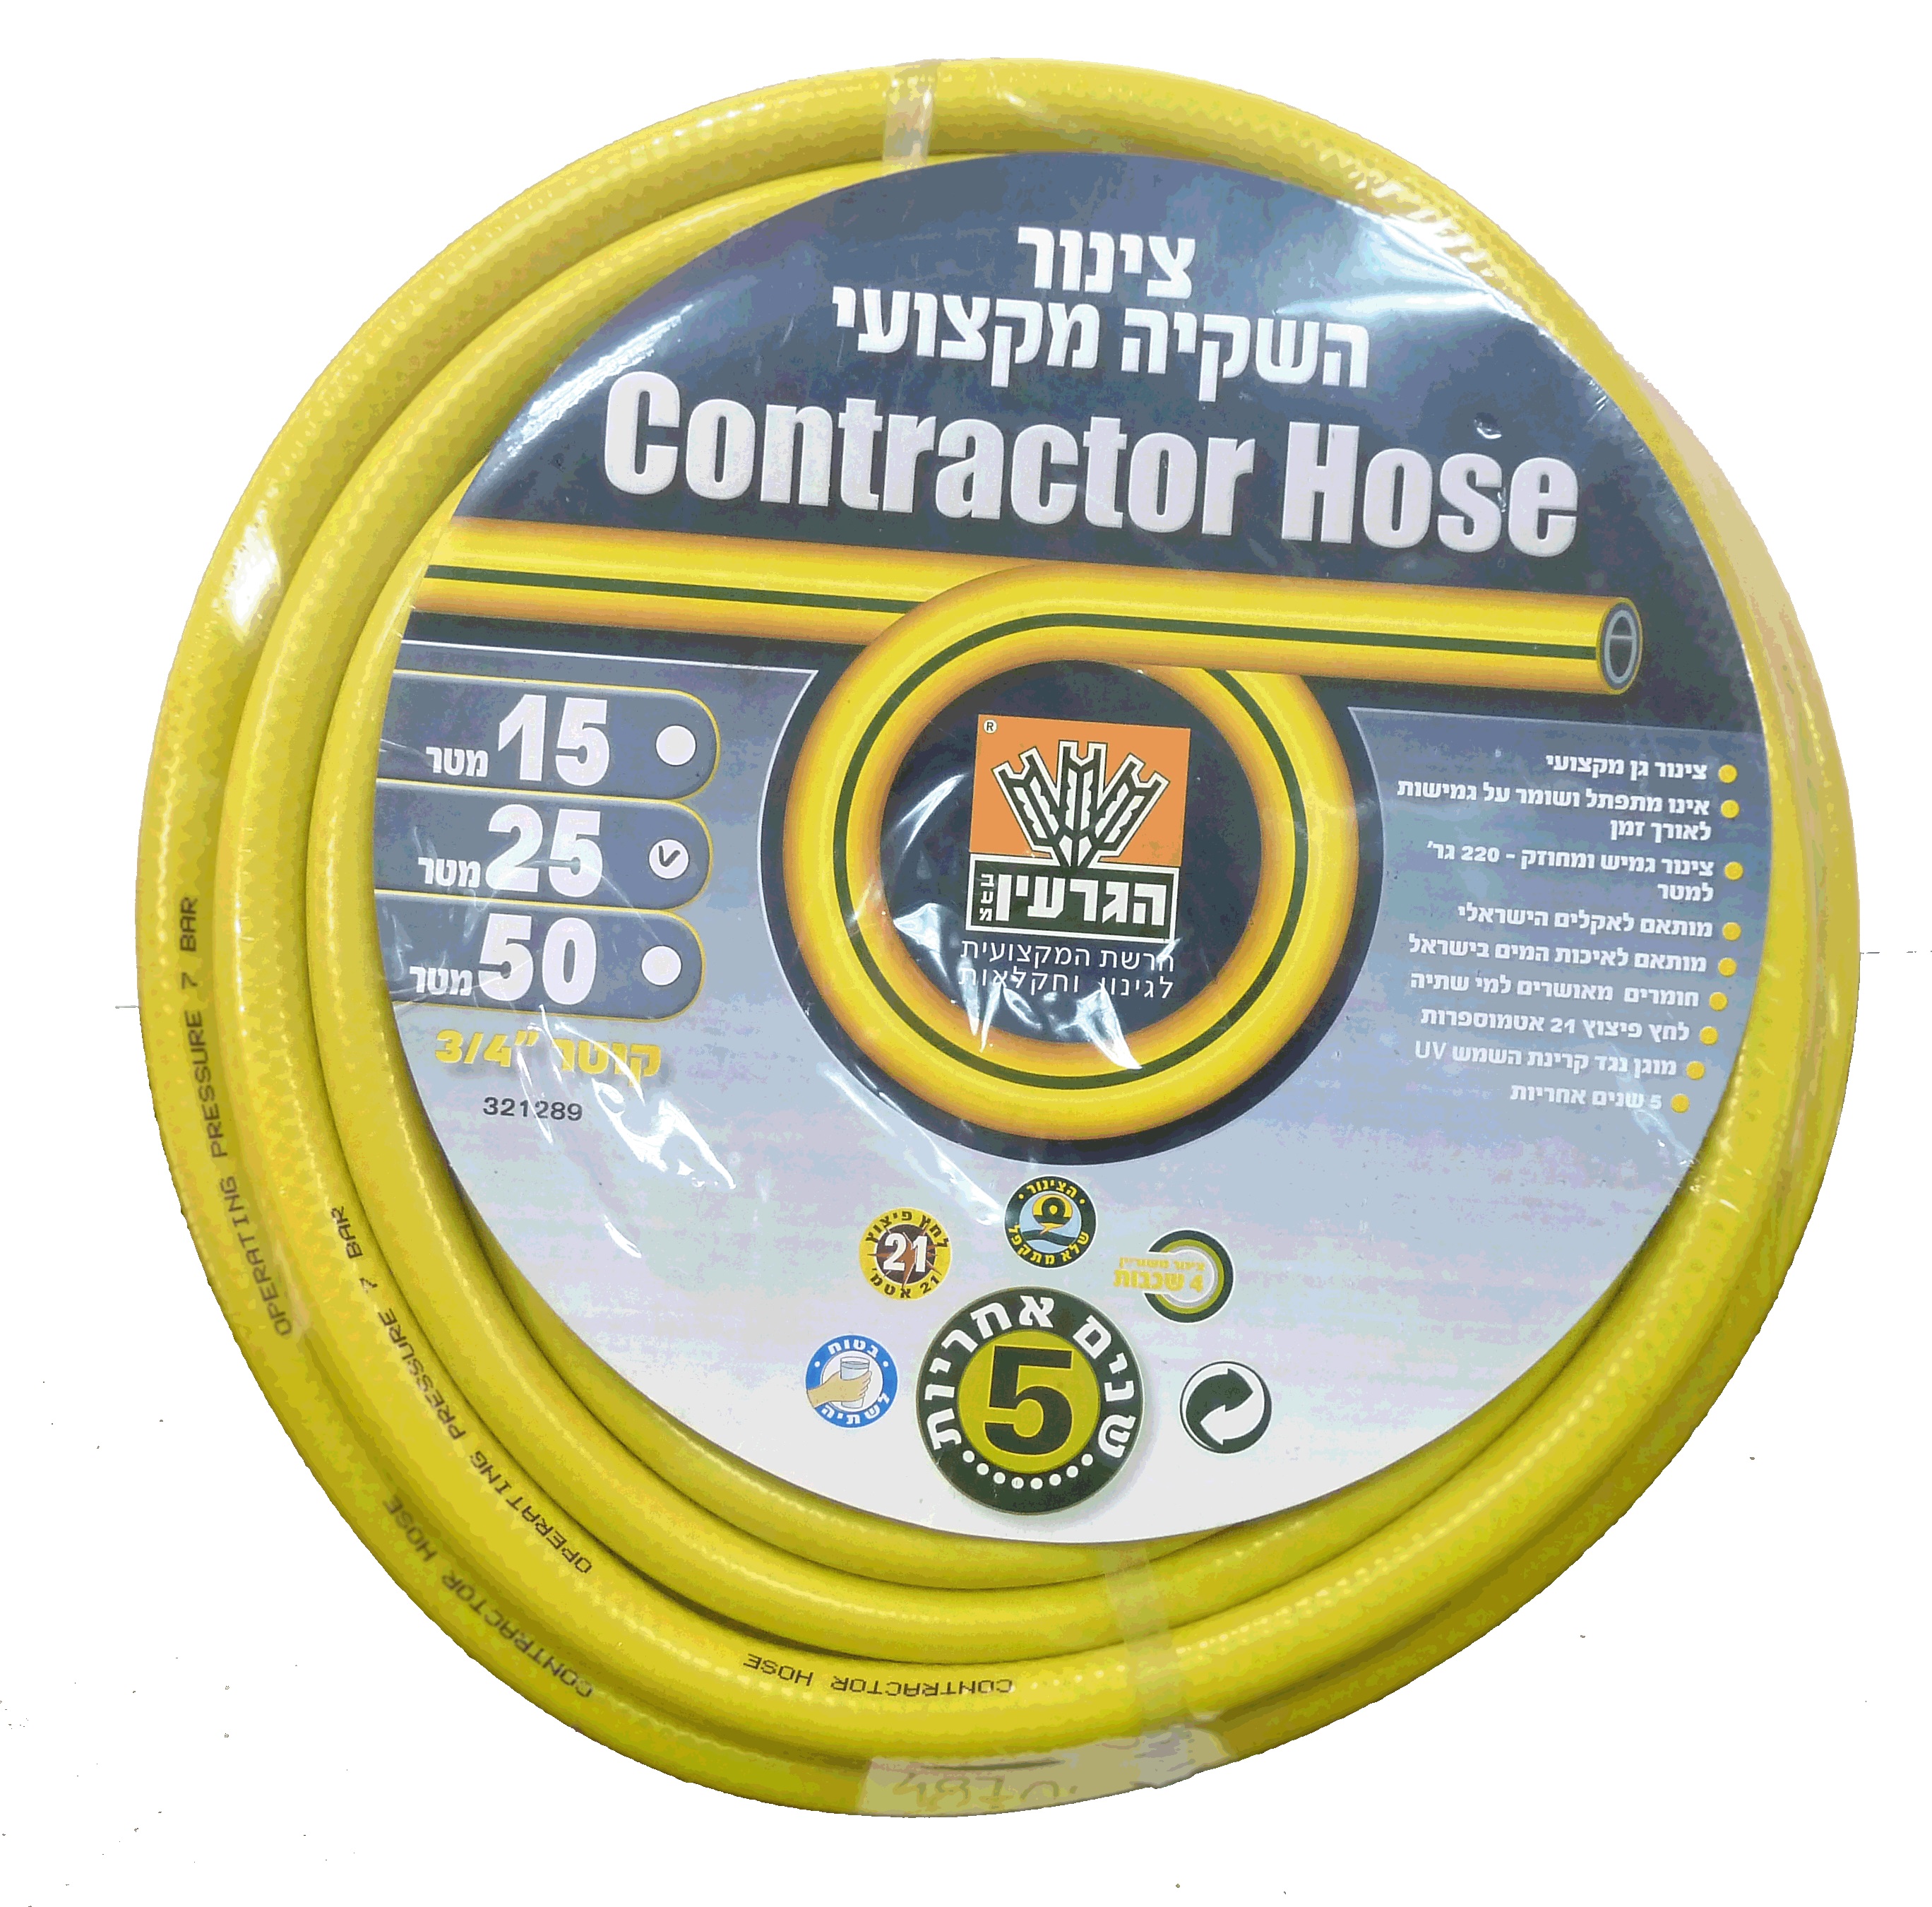 צינור
השקיה מקצועי
Contractor Hose
15 מטר
25 מטר
50 מטר
קוטר "3/4
321289
®
הגרעין
בעמ
הרשת המקצועית
לגינון וחקלאות
צינור גן מקצועי
אינו מתפתל ושומר על גמישות
לאורך זמן
צינור גמיש ומחוזק - 220 גר'
למטר
מותאם לאקלים הישראלי
מותאם לאיכות המים בישראל
חומרים מאושרים למי שתיה
לחץ פיצוץ 21 אטמוספרות
מוגן נגד קרינת השמש UV
5 שנים אחריות
הצינור
שלא מתקפל
לחץ פיצוץ
21
21 אטמ'
צינור משוריין
4 שכבות
בטוח
לשתיה
5
שנים אחריות
OPERATING PRESSURE 7 BAR
OPERATING PRESSURE 7 BAR
CONTRACTOR HOSE
CONTRACTOR HOSE